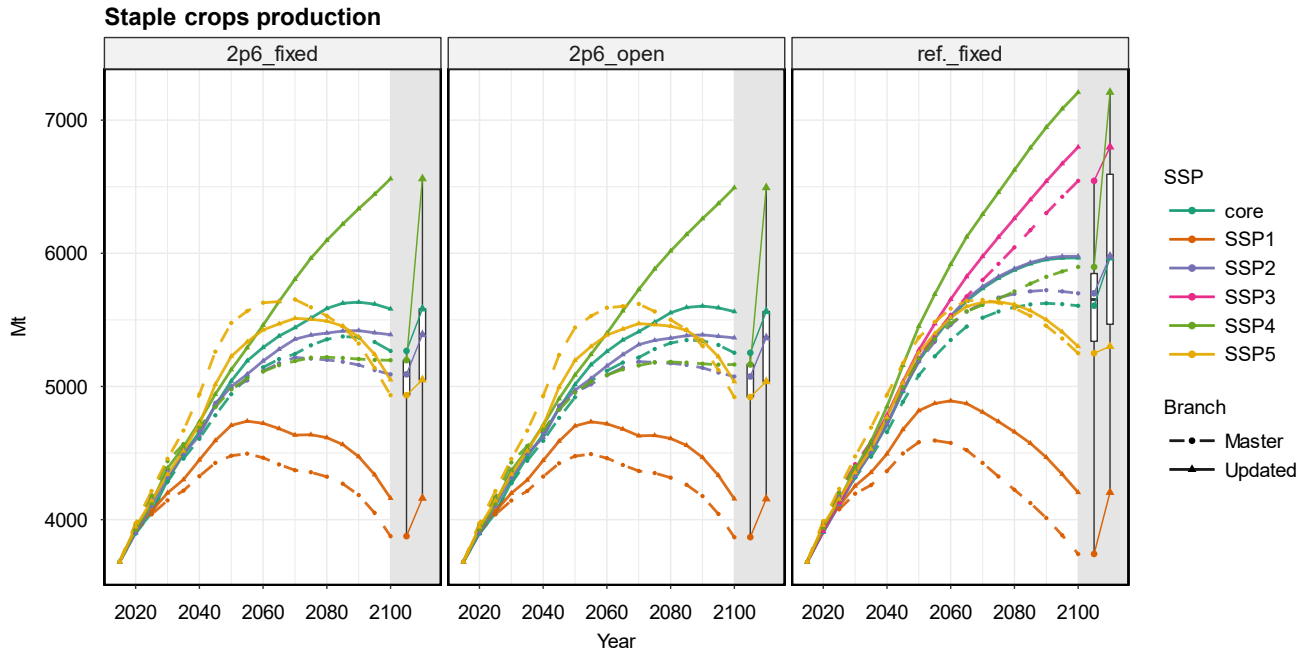 Staple crops production
2p6_fixed
2p6_open
ref._fixed
7000
6000
5000
4000
Mt
2020 2040 2060 2080 2100
2020 2040 2060 2080 2100
2020 2040 2060 2080 2100
Year
SSP
core
SSP1
SSP2
SSP3
SSP4
SSP5
Branch
Master
Updated